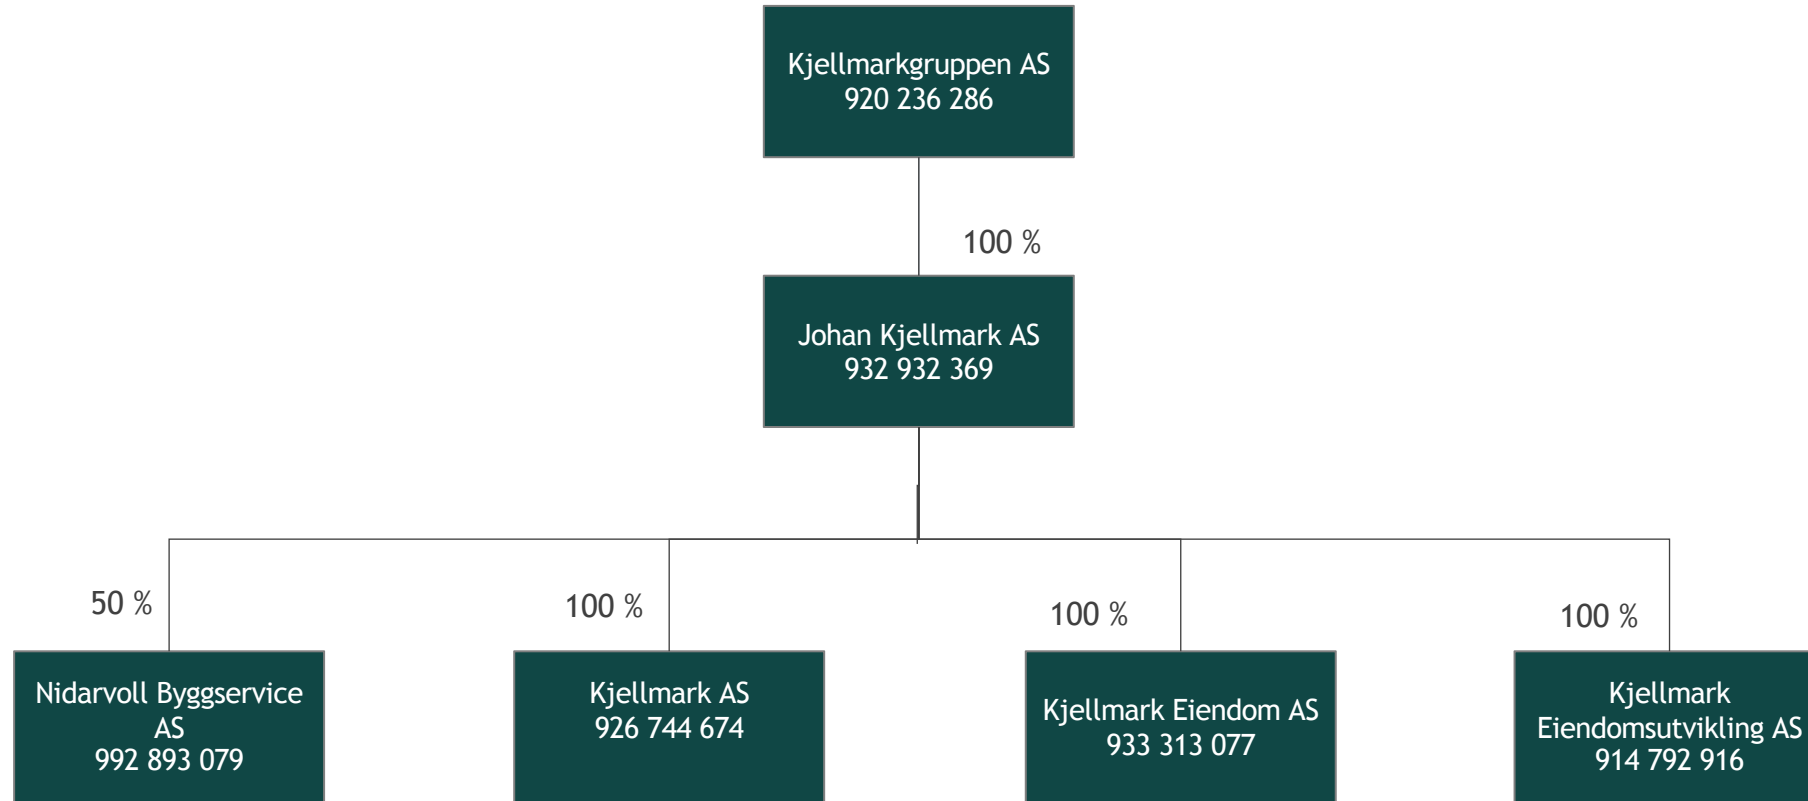 Kjellmarkgruppen AS
920 236 286
100 %
Johan Kjellmark AS
932 932 369
50 %
100 %
100 %
100 %
Nidarvoll Byggservice
AS
992 893 079
Kjellmark AS
926 744 674
Kjellmark Eiendom AS
933 313 077
Kjellmark
Eiendomsutvikling AS
914 792 916